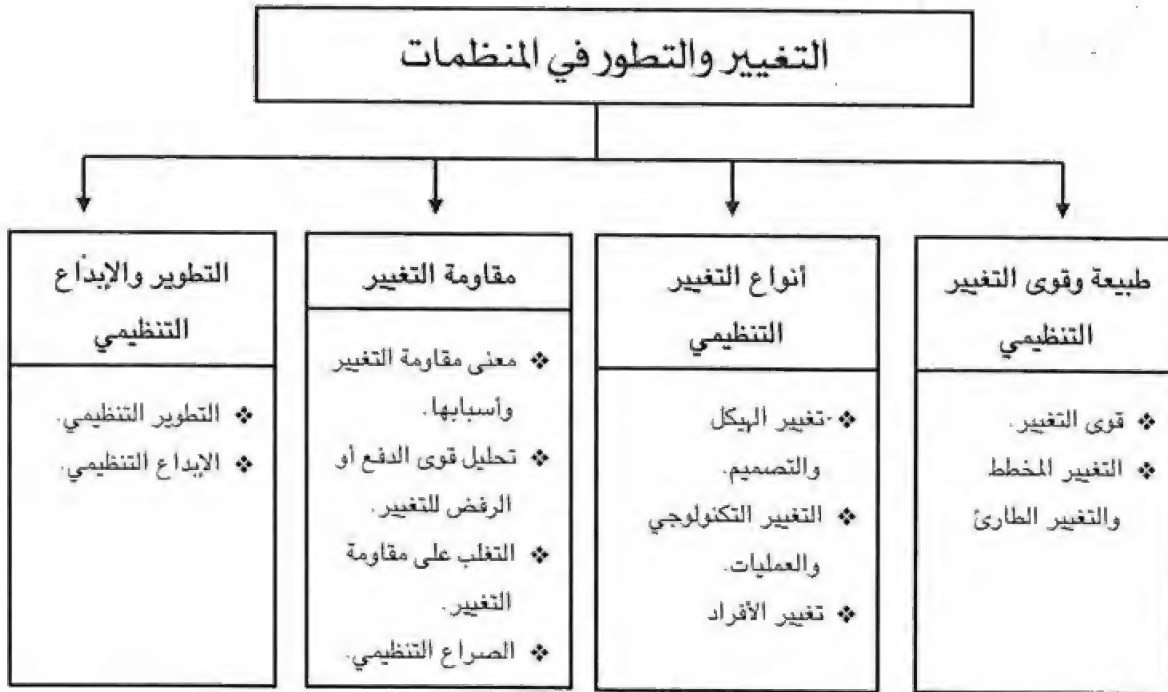 التغيير والتطور في المنظمات
طبيعة وقوى التغيير
التنظيمي
❖ قوى التغيير.
❖ التغيير المخطط
والتغيير الطارئ
أنواع التغيير
التنظيمي
❖ -تغيير الهيكل
والتصميم.
❖ التغيير التكنولوجي
والعمليات.
❖ تغيير الأفراد
مقاومة التغيير
❖ معنى مقاومة التغيير
وأسبابها.
❖ تحليل قوى الدفع أو
الرفض للتغيير.
❖ التغلب على مقاومة
التغيير.
❖ الصراع التنظيمي.
التطوير والإبداع
التنظيمي
❖ التطوير التنظيمي.
❖ الإبداع التنظيمي.